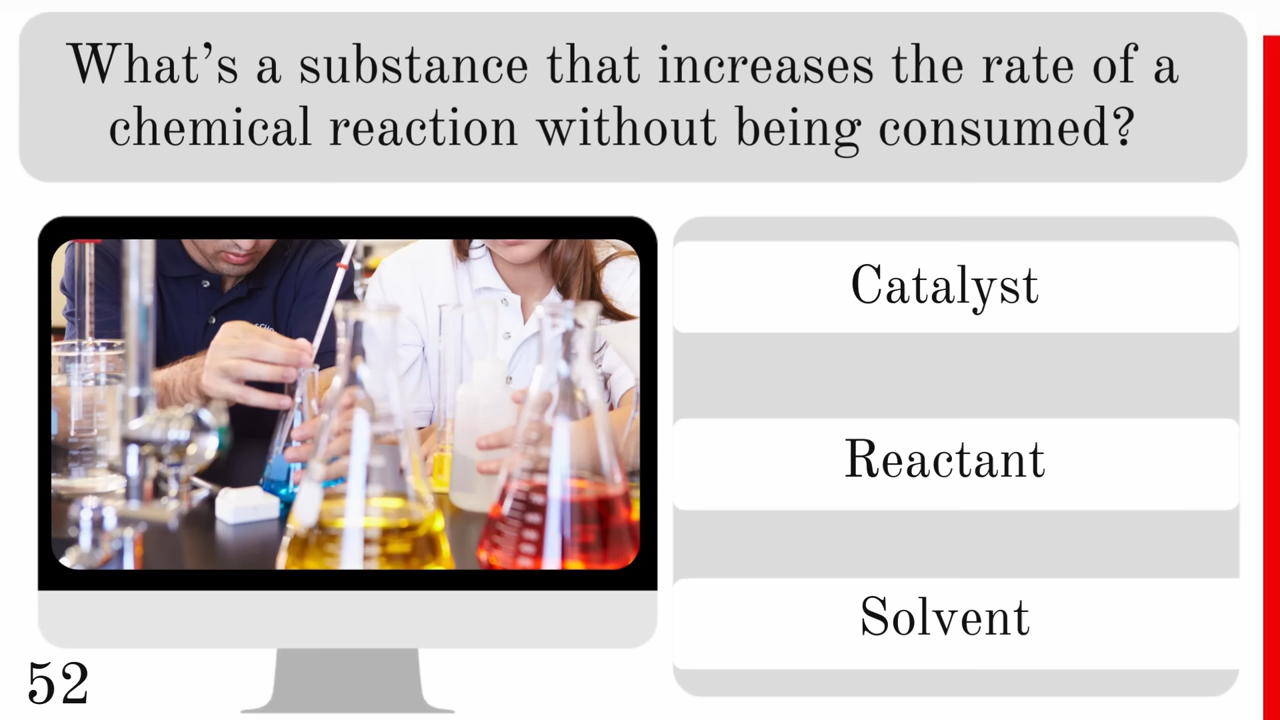 What's a substance that increases the rate of a
chemical reaction without being consumed?
Catalyst
Reactant
Solvent
52